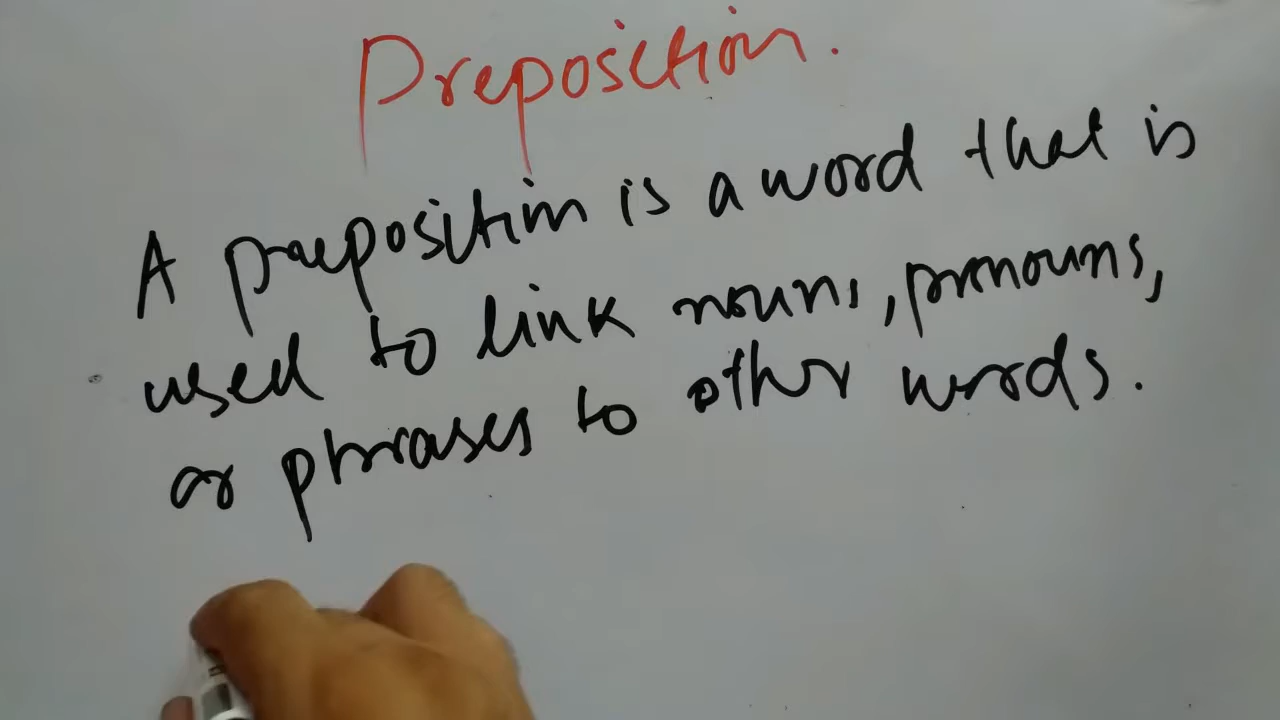 Preposition.
A preposition is a word that is
used to link nouns, pronouns,
or phrases to other words.